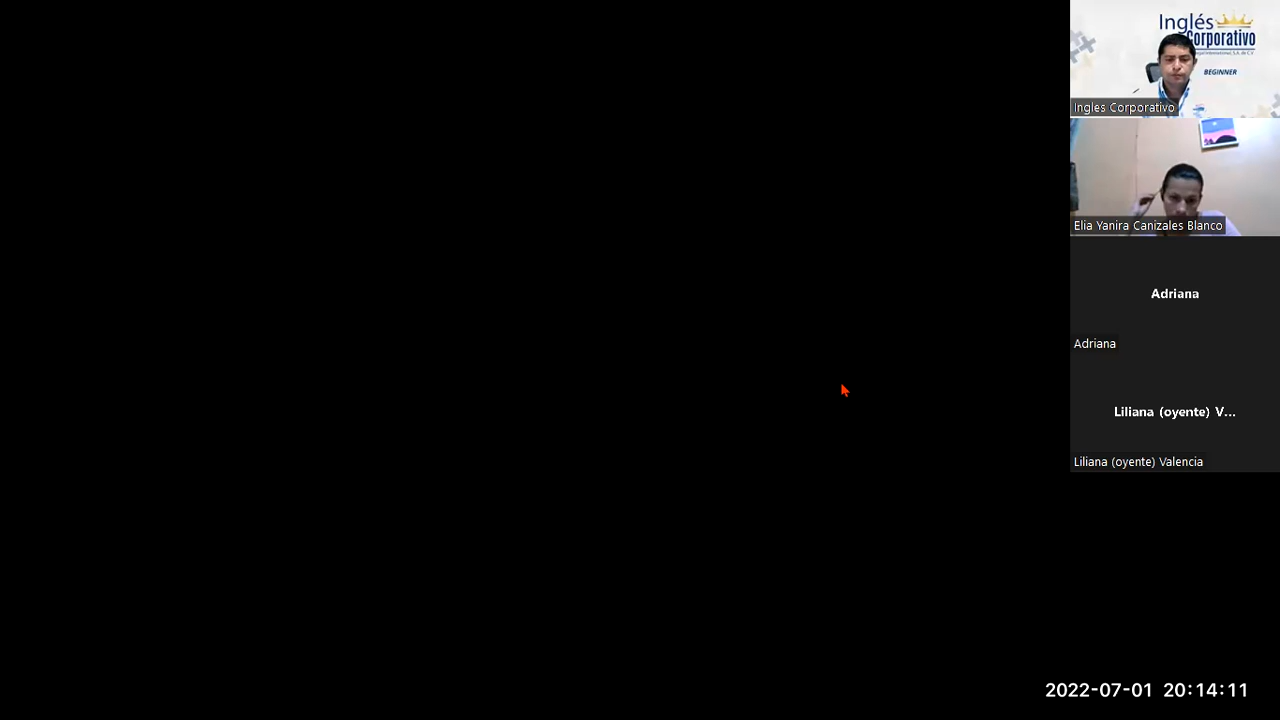 Inglés
Corporativo
BEGINNER
Ingles Corporativo
Elia Yanira Canizales Blanco
Adriana
Adriana
Liliana (oyente) V...
Liliana (oyente) Valencia
2022-07-01 20:14:11